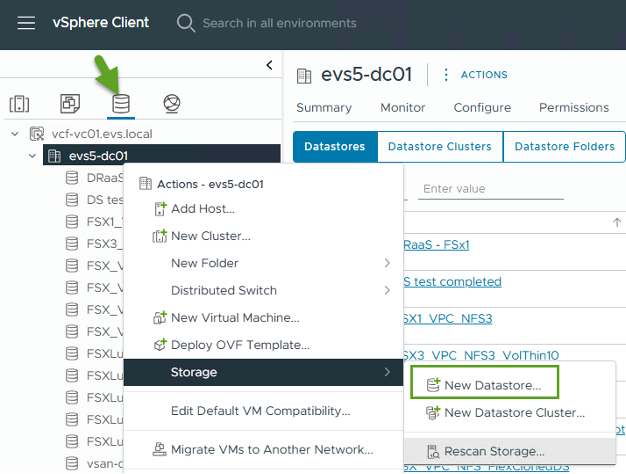 vSphere Client
Search in all environments
evs5-dc01
ACTIONS
Summary
Monitor
Configure
Permissions
vcf-vc01.evs.local
evs5-dc01
Datastores
Datastore Clusters
Datastore Folders
DRaaS
DS tes
FSX1_
FSX3_
FSX_V
FSX_V
FSX_V
FSX_V
FSXLu
FSXLu
FSXLu
FSXLu
vsan-d
Actions - evs5-dc01
Add Host...
New Cluster...
New Folder
Distributed Switch
New Virtual Machine...
Deploy OVF Template...
Storage
Edit Default VM Compatibility...
Migrate VMs to Another Network...
Enter value
RaaS - FSx1
S test completed
SX1_VPC_NFS3
SX3_VPC_NFS3_VolThin10
New Datastore...
New Datastore Cluster...
Rescan Storage...